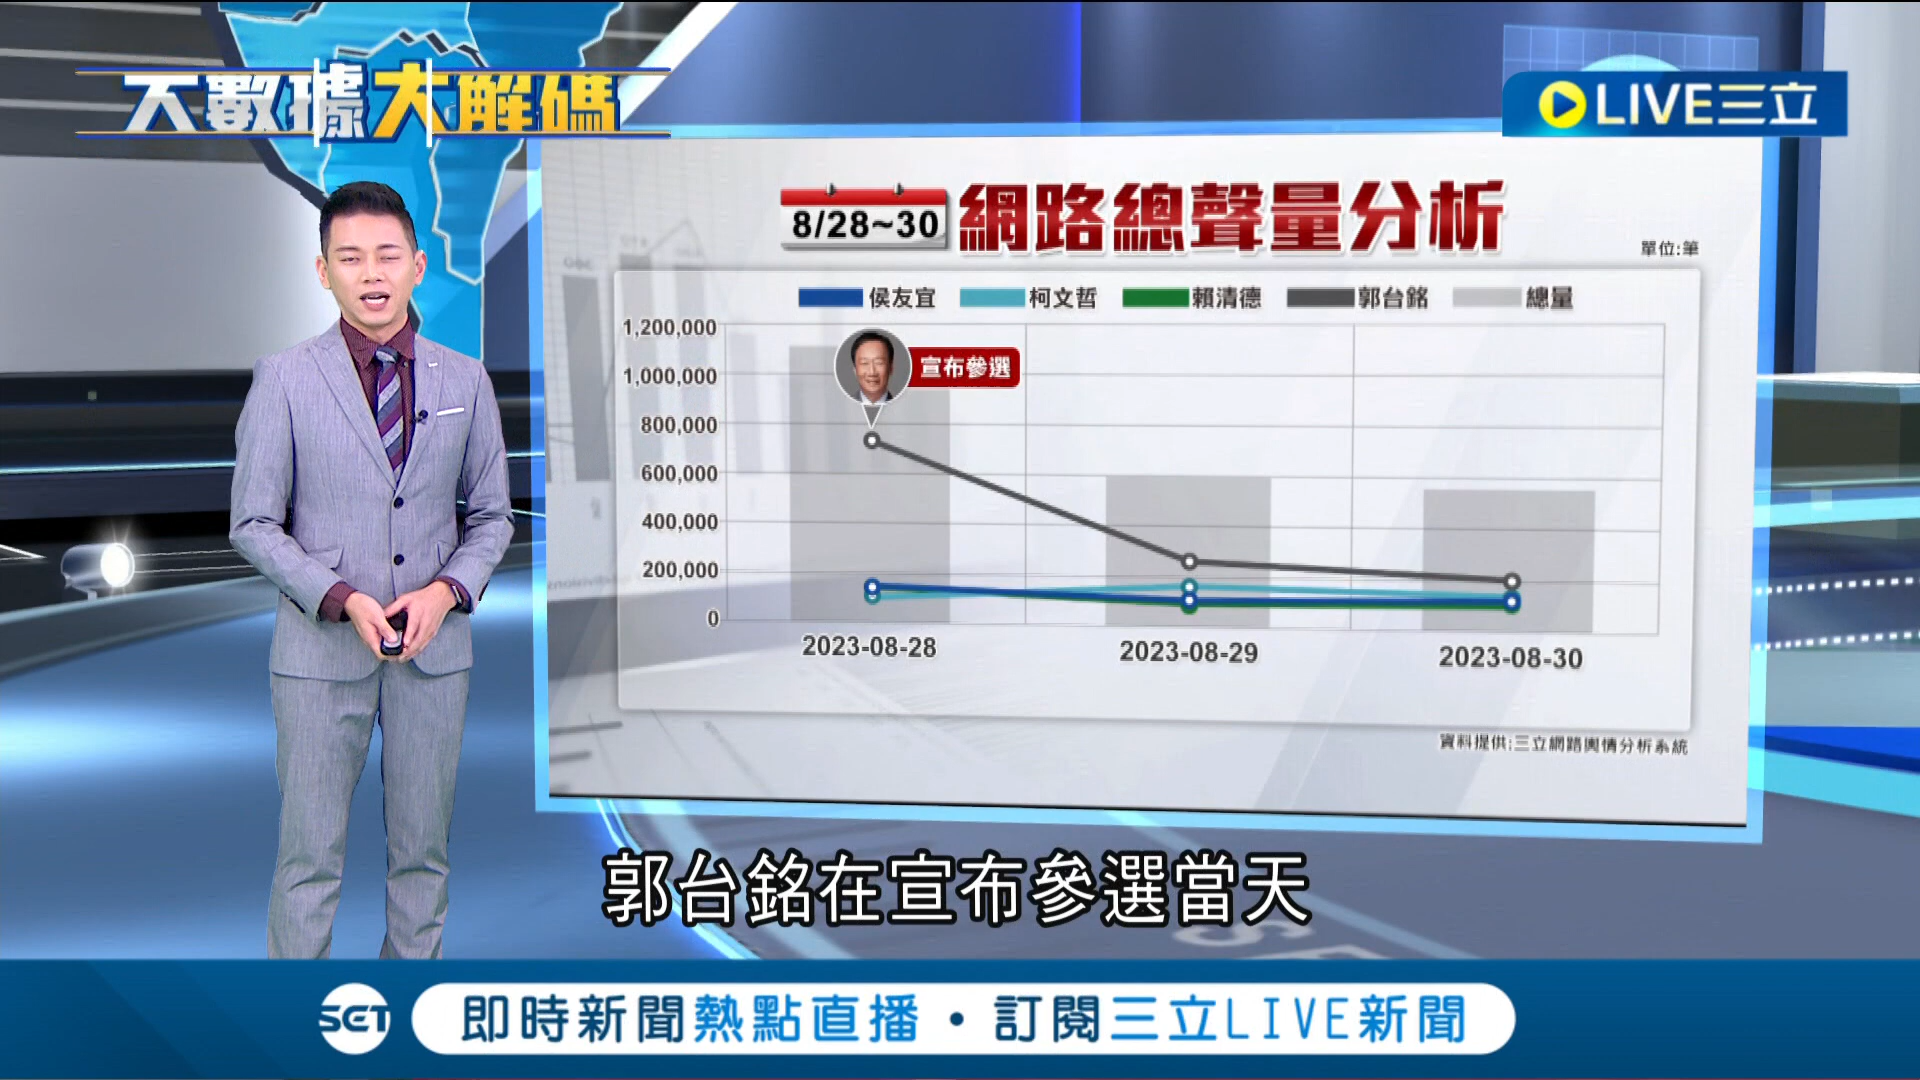 大數據大解碼
LIVE三立
8/28~30 網路總聲量分析
單位:筆
侯友宜 柯文哲 賴清德 郭台銘 總量
1,200,000
1,000,000
800,000
600,000
400,000
200,000
0
宣布參選
2023-08-28 2023-08-29 2023-08-30
資料提供:三立網路輿情分析系統
郭台銘在宣布參選當天
SET 即時新聞熱點直播・訂閱三立LIVE新聞